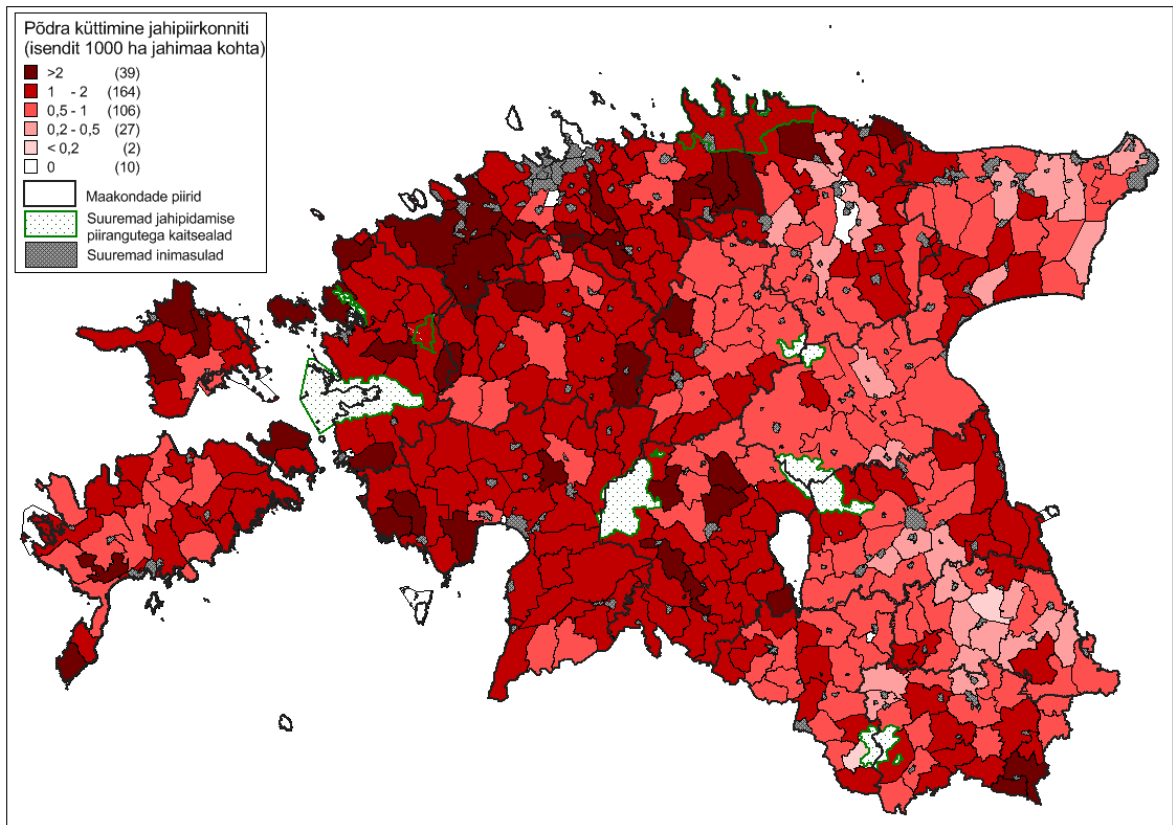 Põdra küttimine jahipiirkonniti
(isendit 1000 ha jahimaa kohta)
>2 (39)
1 - 2 (164)
0,5 - 1 (106)
0,2 - 0,5 (27)
< 0,2 (2)
0 (10)
Maakondade piirid
Suuremad jahipidamise
piirangutega kaitsealad
Suuremad inimasulad